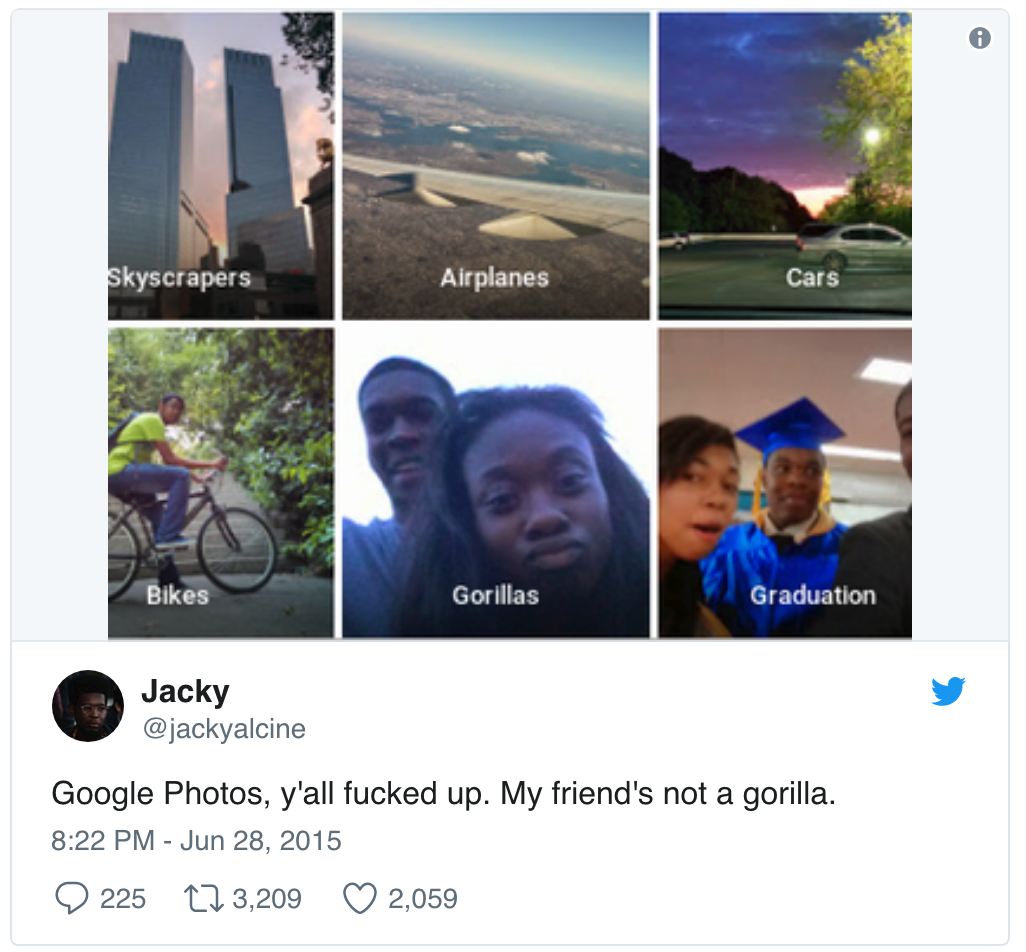 Skyscrapers
Airplanes
Cars
Bikes
Gorillas
Graduation
Jacky
@jackyalcine
Google Photos, y'all fucked up. My friend's not a gorilla.
8:22 PM - Jun 28, 2015
225
3,209
2,059